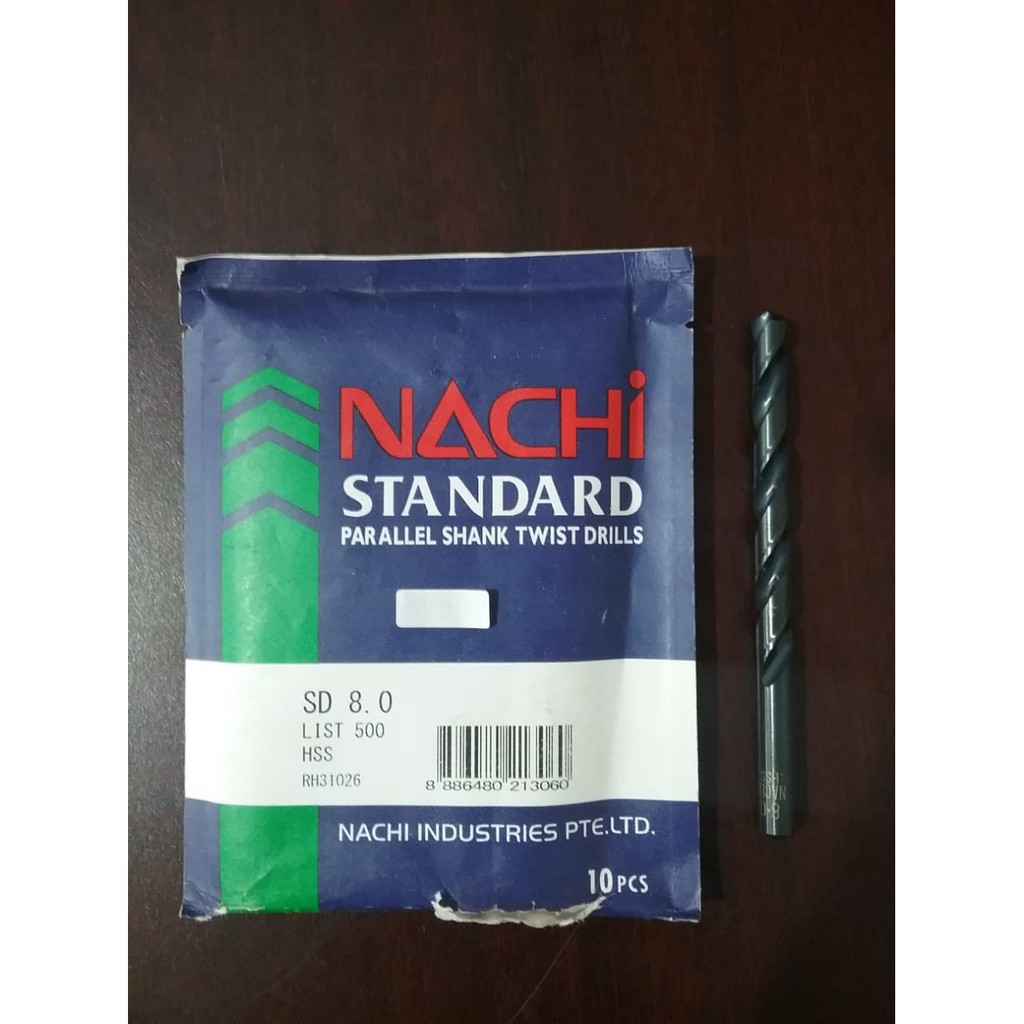 NACHi
STANDARD
PARALLEL SHANK TWIST DRILLS
SD 8.0
LIST 500
HSS
RH31026
8 886480 213060
NACHI INDUSTRIES PTE.LTD.
10 PCS